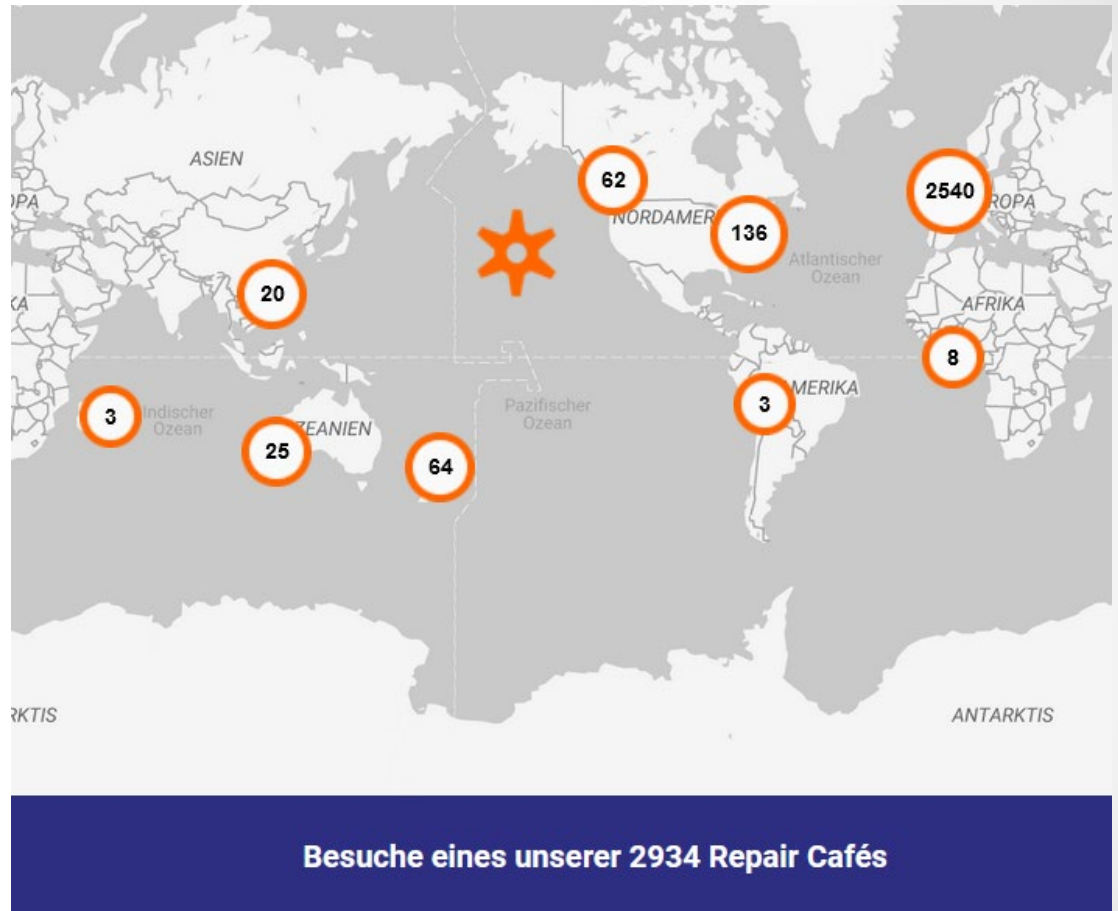 ASIEN
62
2540
OPA
ROPA
NORDAMER
136
Atlantischer
Ozean
20
KA
AFRIKA
8
3
Indischer
Ozean
25
ZEANIEN
64
Pazifischer
Ozean
3
MERIKA
RKTIS
ANTARKTIS
Besuche eines unserer 2934 Repair Cafés